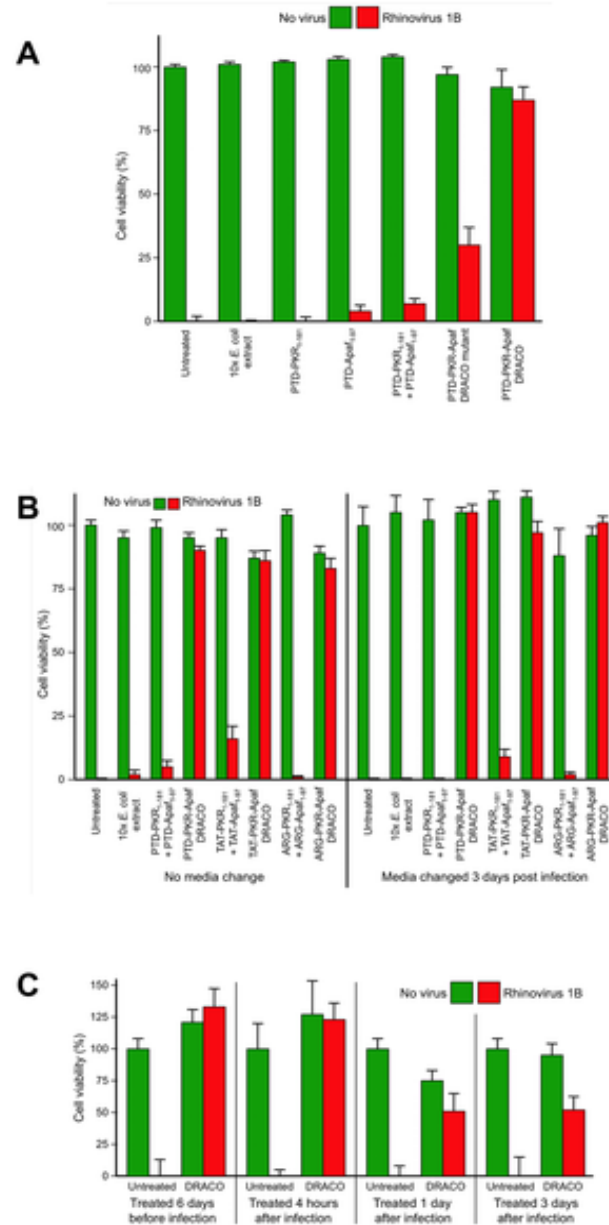 No virus Rhinovirus 1B
A
Cell viability (%)
100
75
50
25
0
Untreated
10x E. coli
extract
PTD-PKR1-181
PTD-Apaf1-97
PTD-PKR1-181
+ PTD-Apaf1-97
PTD-PKR-Apaf
DRACO mutant
PTD-PKR-Apaf
DRACO
B
No virus Rhinovirus 1B
Cell viability (%)
100
75
50
25
0
Untreated
10x E. coli
extract
PTD-PKR1-181
+ PTD-Apaf1-97
PTD-PKR-Apaf
DRACO
TAT-PKR1-181
+ TAT-Apaf1-97
TAT-PKR-Apaf
DRACO
ARG-PKR1-181
+ ARG-Apaf1-97
ARG-PKR-Apaf
DRACO
Untreated
10x E. coli
extract
PTD-PKR1-181
+ PTD-Apaf1-97
PTD-PKR-Apaf
DRACO
TAT-PKR1-181
+ TAT-Apaf1-97
TAT-PKR-Apaf
DRACO
ARG-PKR1-181
+ ARG-Apaf1-97
ARG-PKR-Apaf
DRACO
No media change
Media changed 3 days post infection
C
No virus Rhinovirus 1B
Cell viability (%)
150
125
100
75
50
25
0
Untreated DRACO
Treated 6 days
before infection
Untreated DRACO
Treated 4 hours
after infection
Untreated DRACO
Treated 1 day
after infection
Untreated DRACO
Treated 3 days
after infection